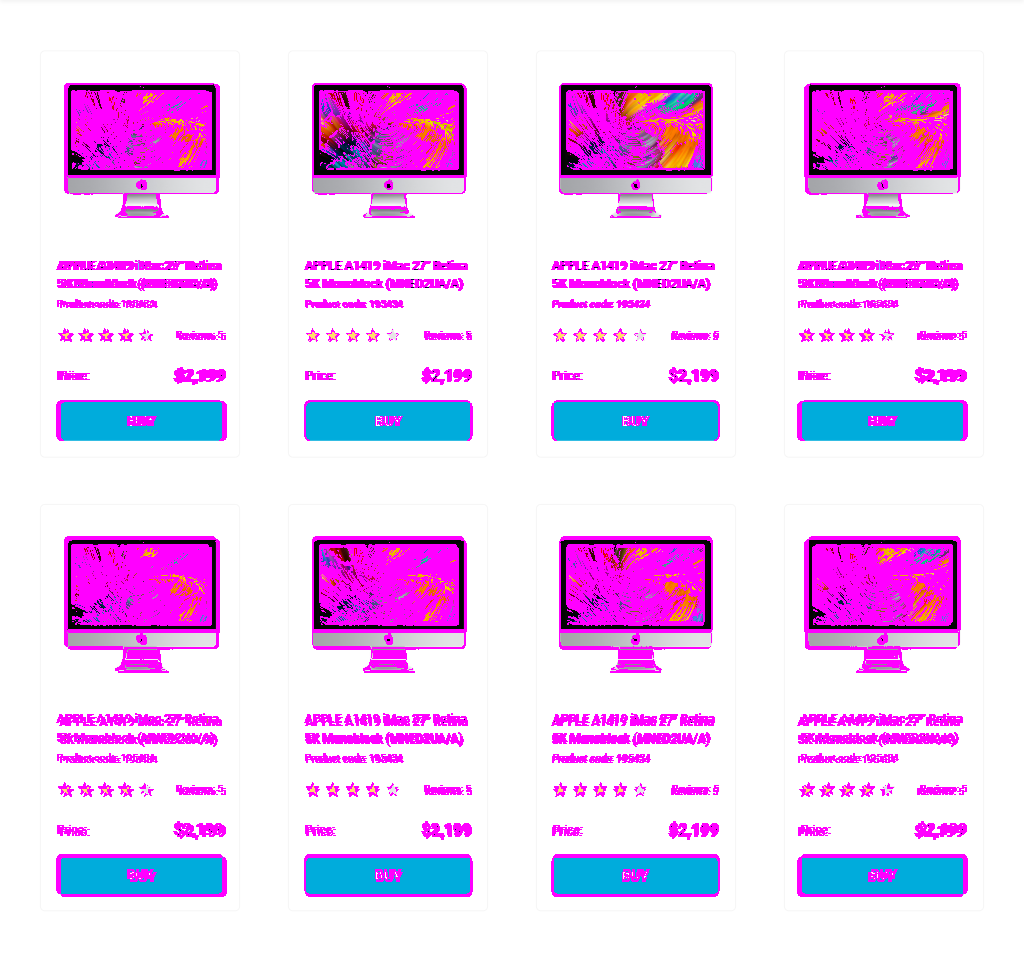 APPLE A1419 iMac 27" Retina
5K Monoblock (MNED2UA/A)
Product code: 195434
Reviews: 5
Price: $2,199
BUY
APPLE A1419 iMac 27" Retina
5K Monoblock (MNED2UA/A)
Product code: 195434
Reviews: 5
Price: $2,199
BUY
APPLE A1419 iMac 27" Retina
5K Monoblock (MNED2UA/A)
Product code: 195434
Reviews: 5
Price: $2,199
BUY
APPLE A1419 iMac 27" Retina
5K Monoblock (MNED2UA/A)
Product code: 195434
Reviews: 5
Price: $2,199
BUY
APPLE A1419 iMac 27" Retina
5K Monoblock (MNED2UA/A)
Product code: 195434
Reviews: 5
Price: $2,199
BUY
APPLE A1419 iMac 27" Retina
5K Monoblock (MNED2UA/A)
Product code: 195434
Reviews: 5
Price: $2,199
BUY
APPLE A1419 iMac 27" Retina
5K Monoblock (MNED2UA/A)
Product code: 195434
Reviews: 5
Price: $2,199
BUY
APPLE A1419 iMac 27" Retina
5K Monoblock (MNED2UA/A)
Product code: 195434
Reviews: 5
Price: $2,199
BUY